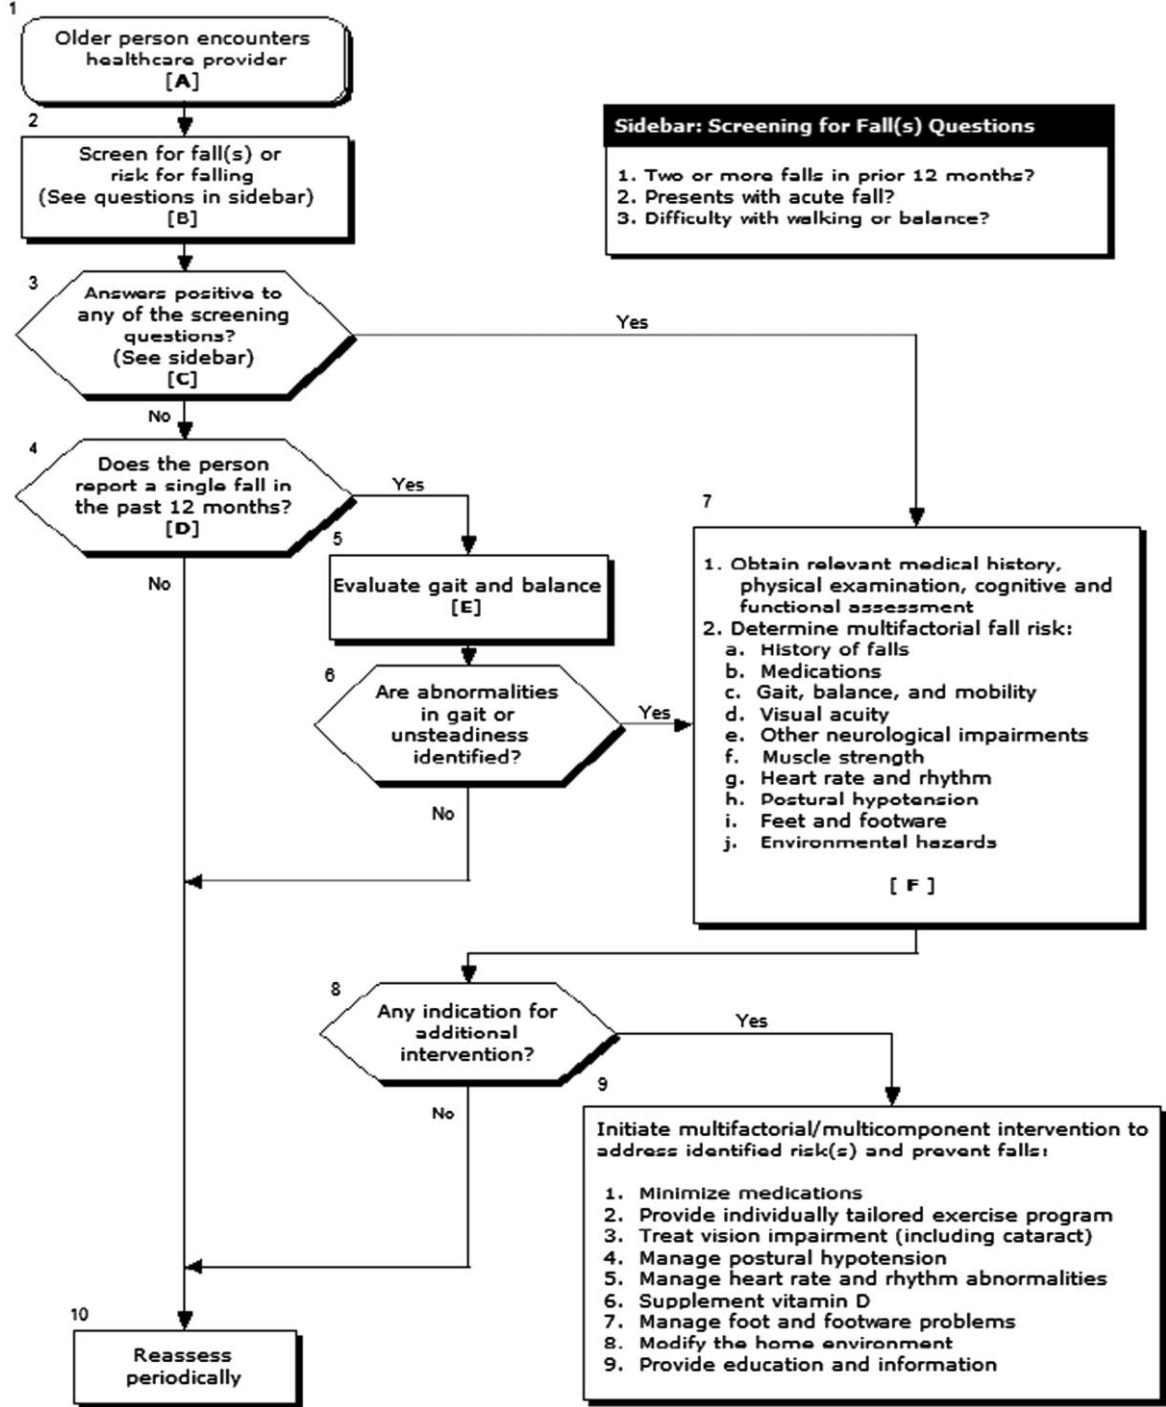 1
Older person encounters
healthcare provider
[A]
2
Screen for fall(s) or
risk for falling
(See questions in sidebar)
[B]
Sidebar: Screening for Fall(s) Questions
1. Two or more falls in prior 12 months?
2. Presents with acute fall?
3. Difficulty with walking or balance?
3
Answers positive to
any of the screening
questions?
(See sidebar)
[C]
Yes
No
4
Does the person
report a single fall in
the past 12 months?
[D]
Yes
No
5
Evaluate gait and balance
[E]
6
Are abnormalities
in gait or
unsteadiness
identified?
Yes
No
7
1. Obtain relevant medical history,
physical examination, cognitive and
functional assessment
2. Determine multifactorial fall risk:
a. History of falls
b. Medications
c. Gait, balance, and mobility
d. Visual acuity
e. Other neurological impairments
f. Muscle strength
g. Heart rate and rhythm
h. Postural hypotension
i. Feet and footware
j. Environmental hazards
[ F ]
8
Any indication for
additional
intervention?
Yes
No
9
Initiate multifactorial/multicomponent intervention to
address identified risk(s) and prevent falls:
1. Minimize medications
2. Provide individually tailored exercise program
3. Treat vision impairment (including cataract)
4. Manage postural hypotension
5. Manage heart rate and rhythm abnormalities
6. Supplement vitamin D
7. Manage foot and footware problems
8. Modify the home environment
9. Provide education and information
10
Reassess
periodically